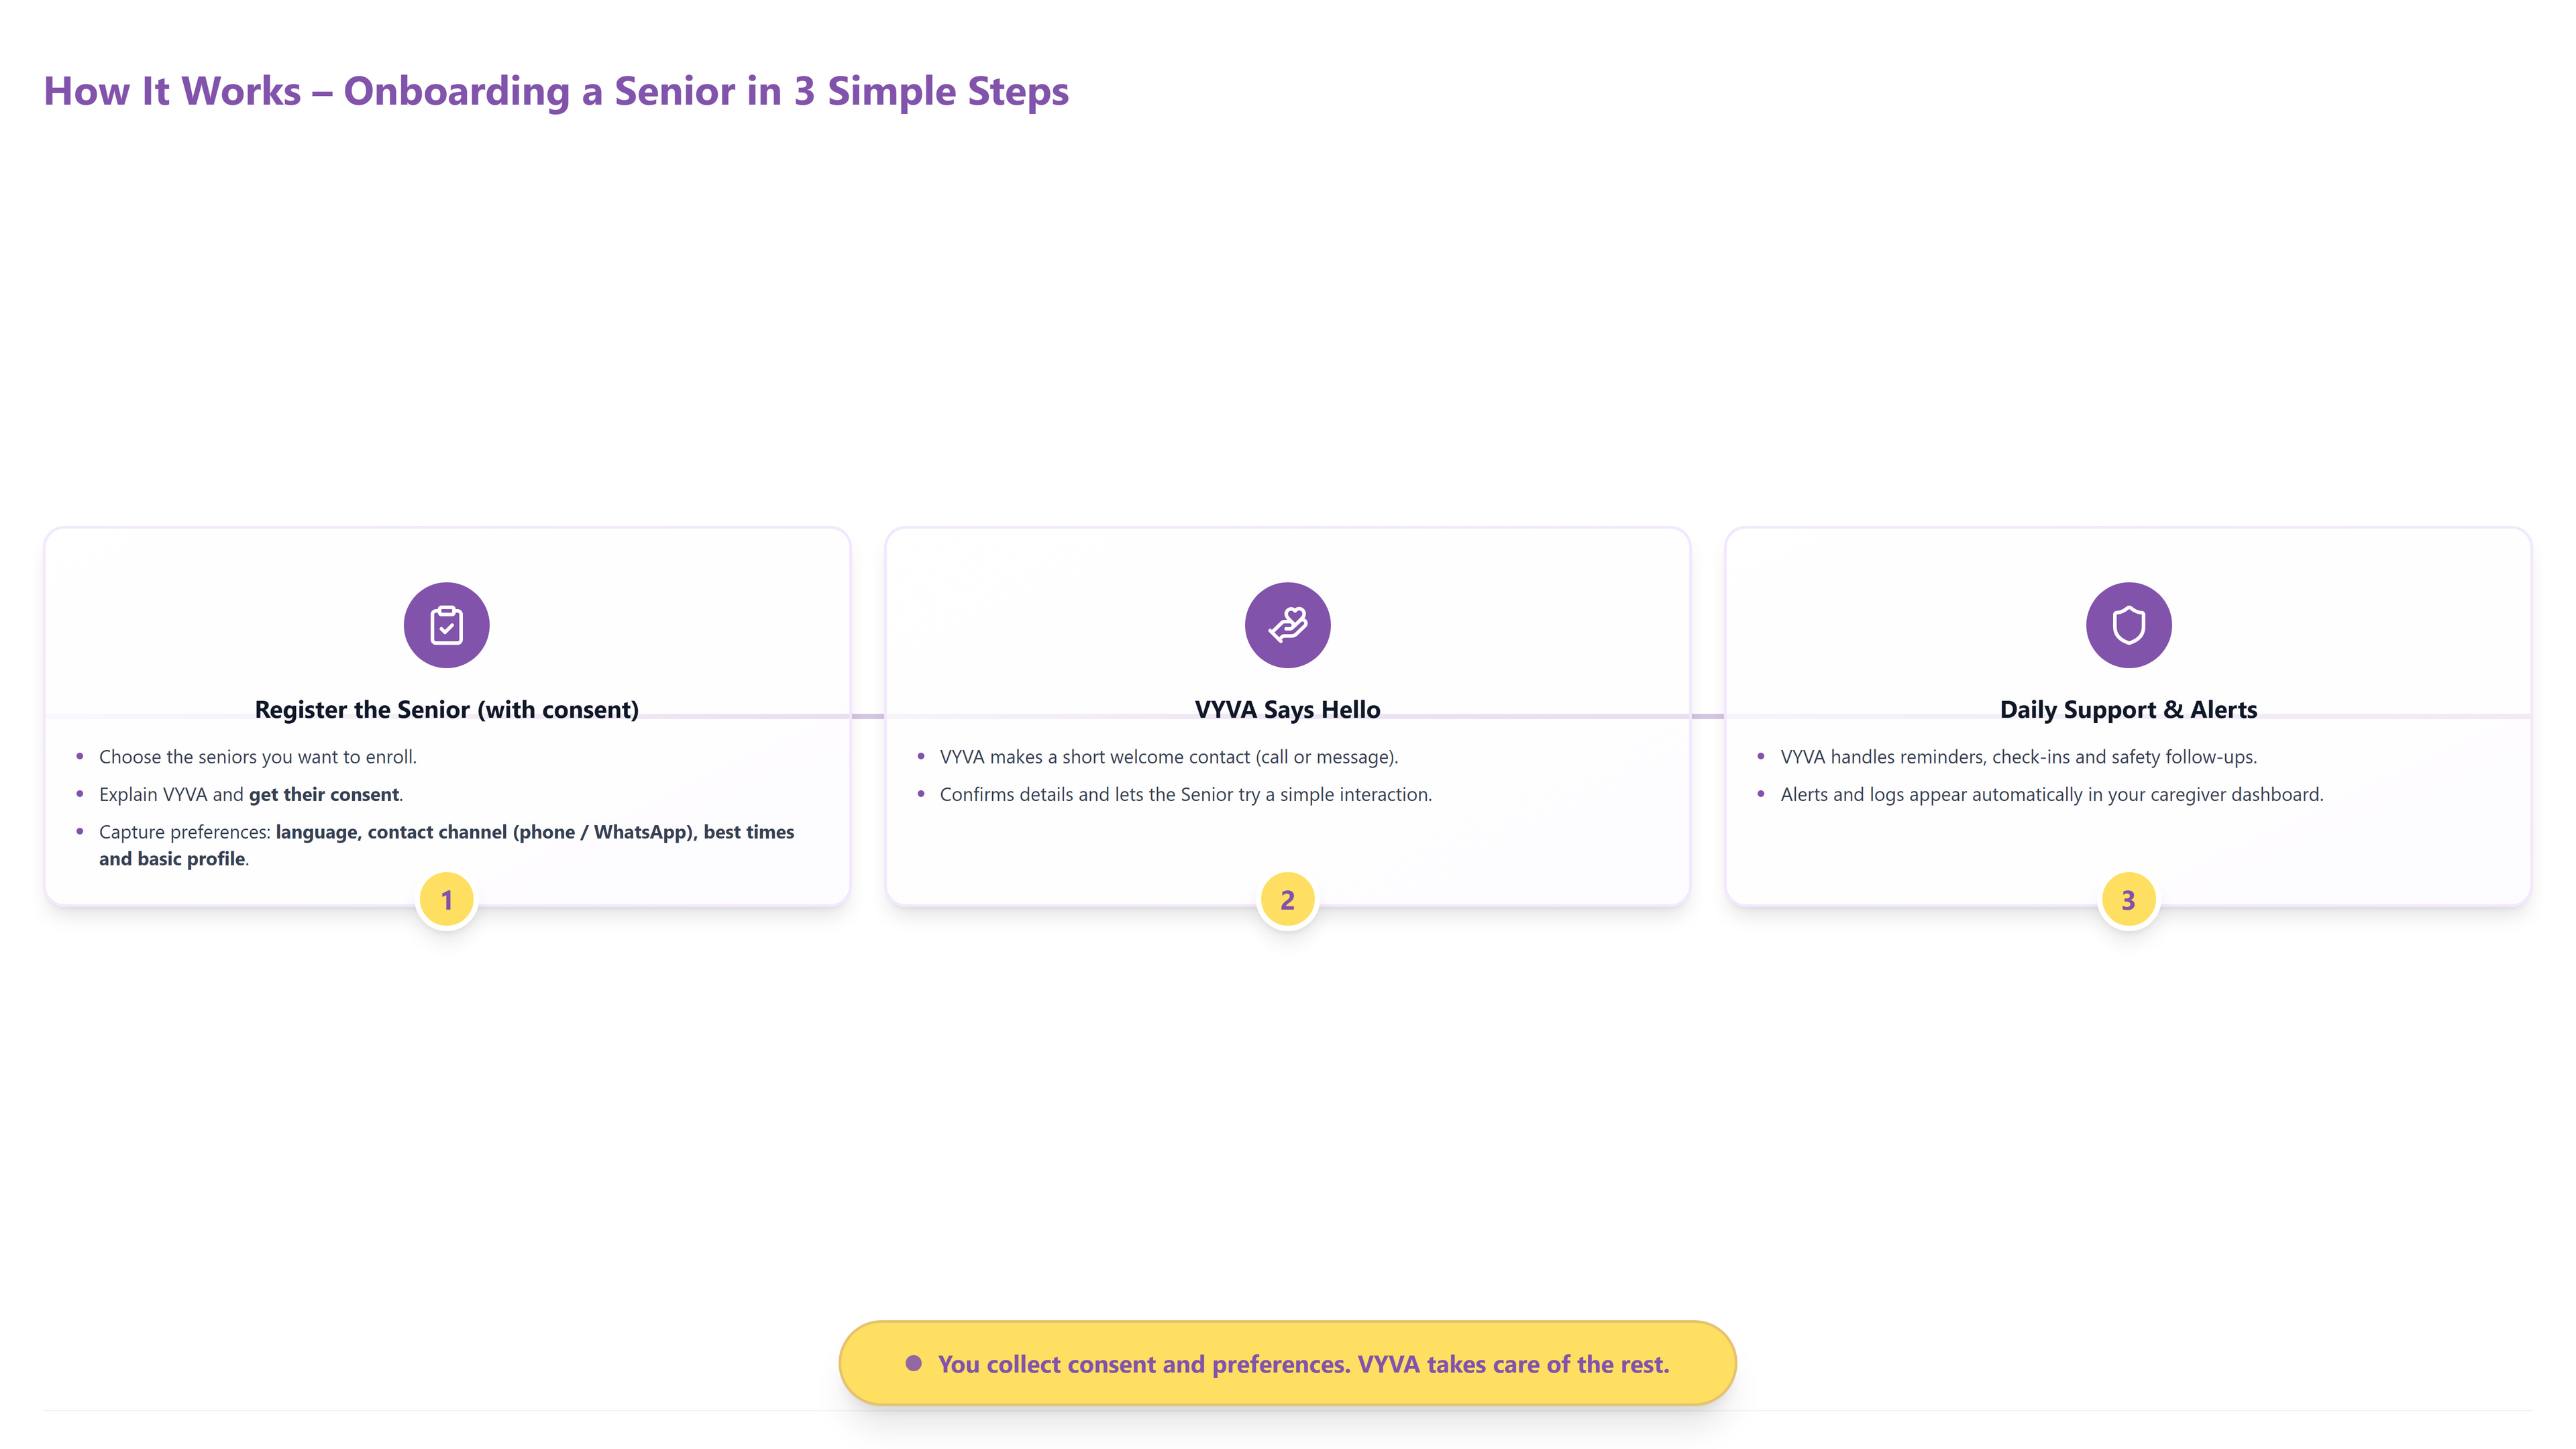 How It Works – Onboarding a Senior in 3 Simple Steps
Register the Senior (with consent)
• Choose the seniors you want to enroll.
• Explain VYVA and get their consent.
• Capture preferences: language, contact channel (phone / WhatsApp), best times
and basic profile.
1
VYVA Says Hello
• VYVA makes a short welcome contact (call or message).
• Confirms details and lets the Senior try a simple interaction.
2
Daily Support & Alerts
• VYVA handles reminders, check-ins and safety follow-ups.
• Alerts and logs appear automatically in your caregiver dashboard.
3
You collect consent and preferences. VYVA takes care of the rest.